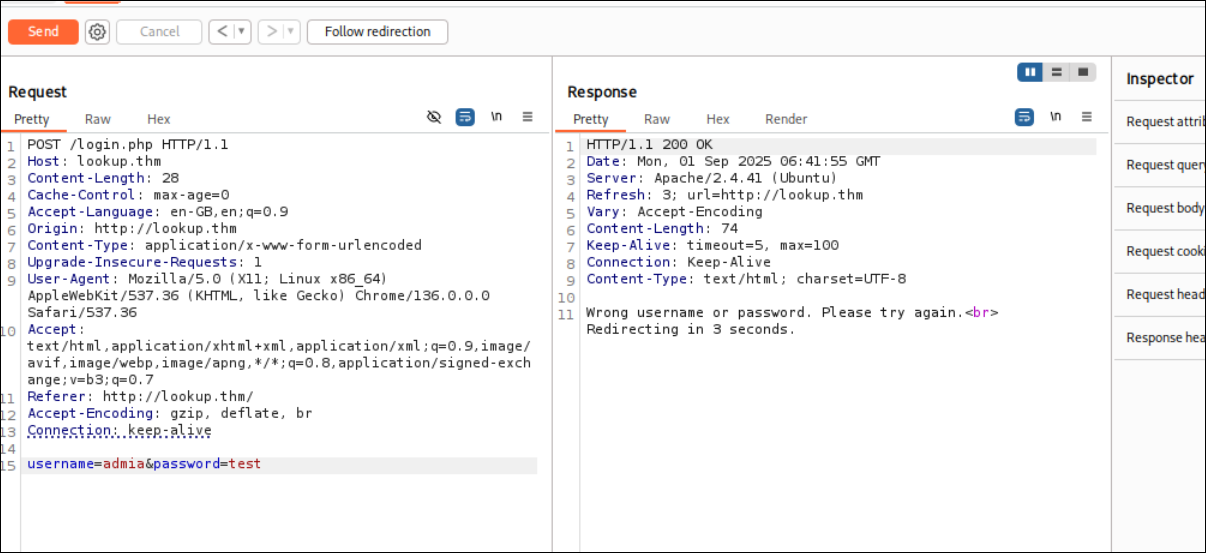 Send Cancel < > Follow redirection
Request
Pretty Raw Hex \n
1 POST /login.php HTTP/1.1
2 Host: lookup.thm
3 Content-Length: 28
4 Cache-Control: max-age=0
5 Accept-Language: en-GB,en;q=0.9
6 Origin: http://lookup.thm
7 Content-Type: application/x-www-form-urlencoded
8 Upgrade-Insecure-Requests: 1
9 User-Agent: Mozilla/5.0 (X11; Linux x86_64)
AppleWebKit/537.36 (KHTML, like Gecko) Chrome/136.0.0.0
Safari/537.36
10 Accept:
text/html,application/xhtml+xml,application/xml;q=0.9,image/
avif,image/webp,image/apng,*/*;q=0.8,application/signed-exch
ange;v=b3;q=0.7
11 Referer: http://lookup.thm/
12 Accept-Encoding: gzip, deflate, br
13 Connection: keep-alive
14
15 username=admia&password=test
Response
Pretty Raw Hex Render \n
1 HTTP/1.1 200 OK
2 Date: Mon, 01 Sep 2025 06:41:55 GMT
3 Server: Apache/2.4.41 (Ubuntu)
4 Refresh: 3; url=http://lookup.thm
5 Vary: Accept-Encoding
6 Content-Length: 74
7 Keep-Alive: timeout=5, max=100
8 Connection: Keep-Alive
9 Content-Type: text/html; charset=UTF-8
10
11 Wrong username or password. Please try again.<br>
Redirecting in 3 seconds.
Inspector
Request attrib
Request query
Request body
Request cooki
Request head
Response hea